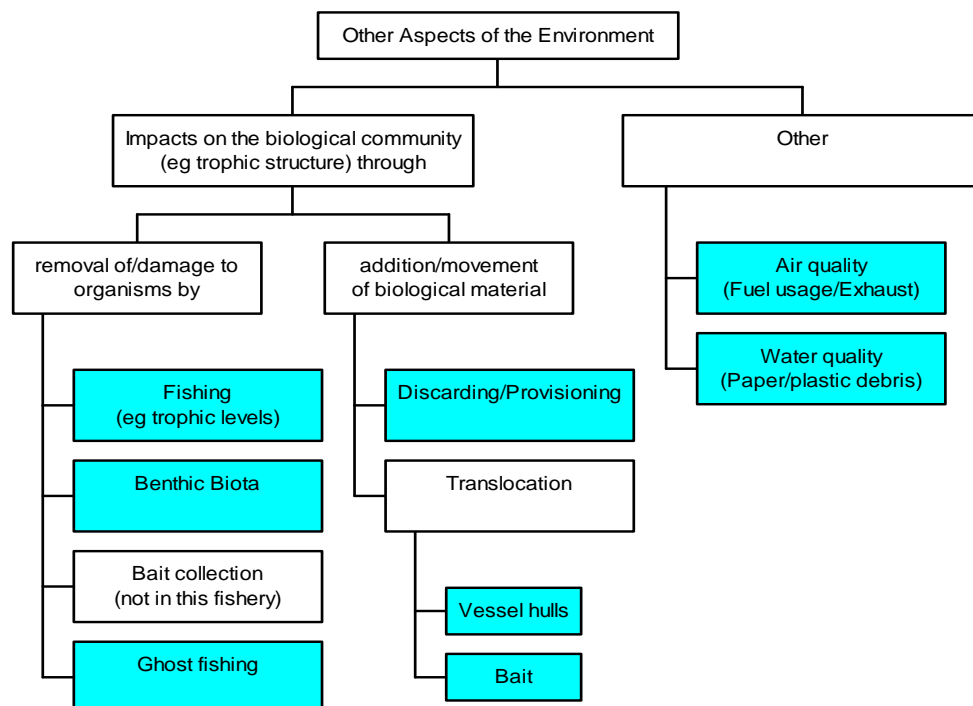 Other Aspects of the Environment
Impacts on the biological community
(eg trophic structure) through
Other
removal of/damage to
organisms by
addition/movement
of biological material
Air quality
(Fuel usage/Exhaust)
Water quality
(Paper/plastic debris)
Fishing
(eg trophic levels)
Discarding/Provisioning
Benthic Biota
Translocation
Bait collection
(not in this fishery)
Vessel hulls
Ghost fishing
Bait